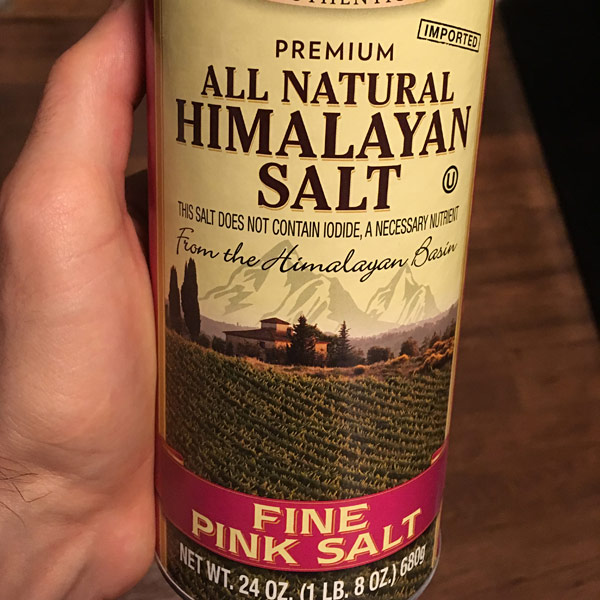 AUTHENTIC
IMPORTED
PREMIUM
ALL NATURAL
HIMALAYAN
SALT
U
THIS SALT DOES NOT CONTAIN IODIDE, A NECESSARY NUTRIENT
From the Himalayan Basin
FINE
PINK SALT
NET WT. 24 OZ. (1 LB. 8 OZ.) 680g